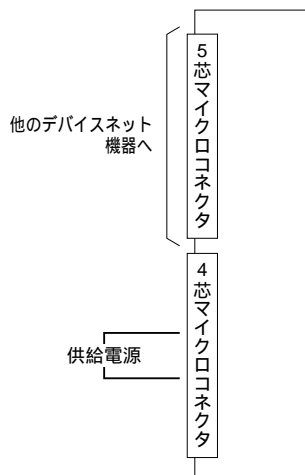 5芯マイクロコネクタ
他のデバイスネット
機器へ
4芯マイクロコネクタ
供給電源